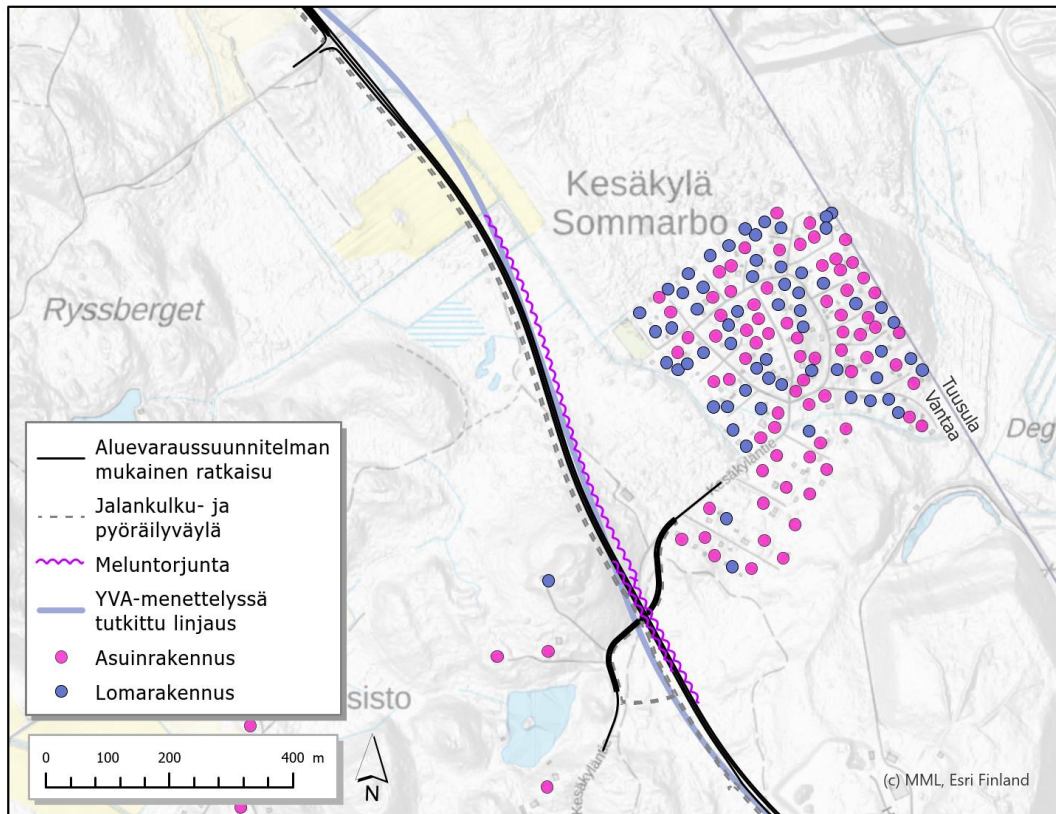 Kesäkylä
Sommarbo
Ryssberget
Tuusula
Vantaa
Deg
Kesäkyläntie
Aluevaraussuunnitelman
mukainen ratkaisu
Jalankulku- ja
pyöräilyväylä
Meluntorjunta
YVA-menettelyssä
tutkittu linjaus
Asuinrakennus
Lomarakennus
sisto
0 100 200 400 m
N
Kesäkyläntie
(c) MML, Esri Finland